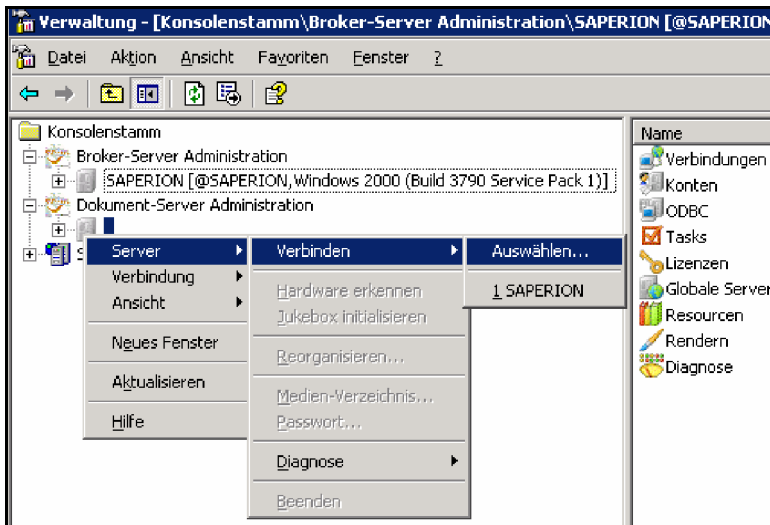 Verwaltung - [Konsolenstamm\Broker-Server Administration\SAPERION [@SAPERION
Datei Aktion Ansicht Favoriten Fenster ?
Konsolenstamm
Broker-Server Administration
SAPERION [@SAPERION,Windows 2000 (Build 3790 Service Pack 1)]
Dokument-Server Administration
S
Server
Verbindung
Ansicht
Neues Fenster
Aktualisieren
Hilfe
Verbinden
Hardware erkennen
Jukebox initialisieren
Reorganisieren...
Medien-Verzeichnis...
Passwort...
Diagnose
Beenden
Auswählen...
1 SAPERION
Name
Verbindungen
Konten
ODBC
Tasks
Lizenzen
Globale Server
Resourcen
Rendern
Diagnose